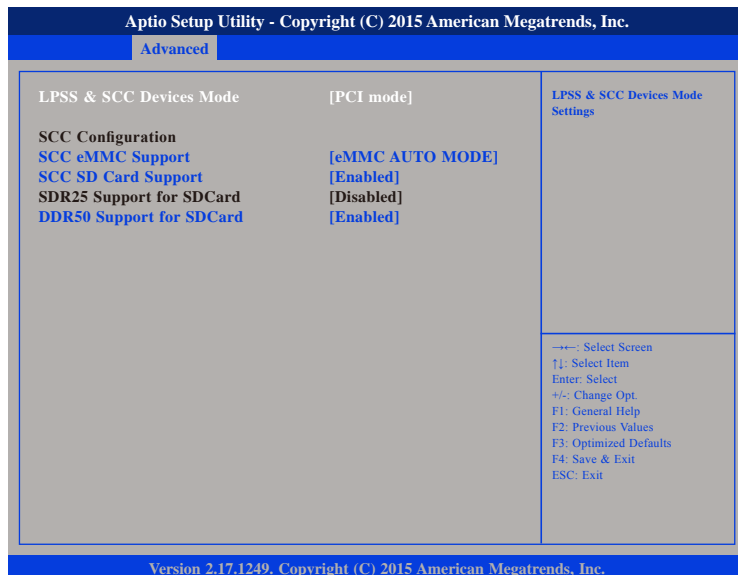 Aptio Setup Utility - Copyright (C) 2015 American Megatrends, Inc.
Advanced
LPSS & SCC Devices Mode [PCI mode]
SCC Configuration
SCC eMMC Support [eMMC AUTO MODE]
SCC SD Card Support [Enabled]
SDR25 Support for SDCard [Disabled]
DDR50 Support for SDCard [Enabled]
LPSS & SCC Devices Mode
Settings
→←: Select Screen
↑↓: Select Item
Enter: Select
+/-: Change Opt.
F1: General Help
F2: Previous Values
F3: Optimized Defaults
F4: Save & Exit
ESC: Exit
Version 2.17.1249. Copyright (C) 2015 American Megatrends, Inc.